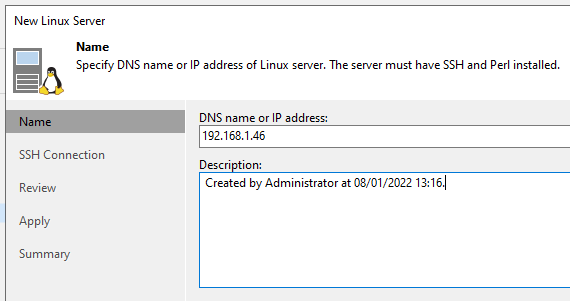 New Linux Server
Name
Specify DNS name or IP address of Linux server. The server must have SSH and Perl installed.
Name
SSH Connection
Review
Apply
Summary
DNS name or IP address:
192.168.1.46
Description:
Created by Administrator at 08/01/2022 13:16.